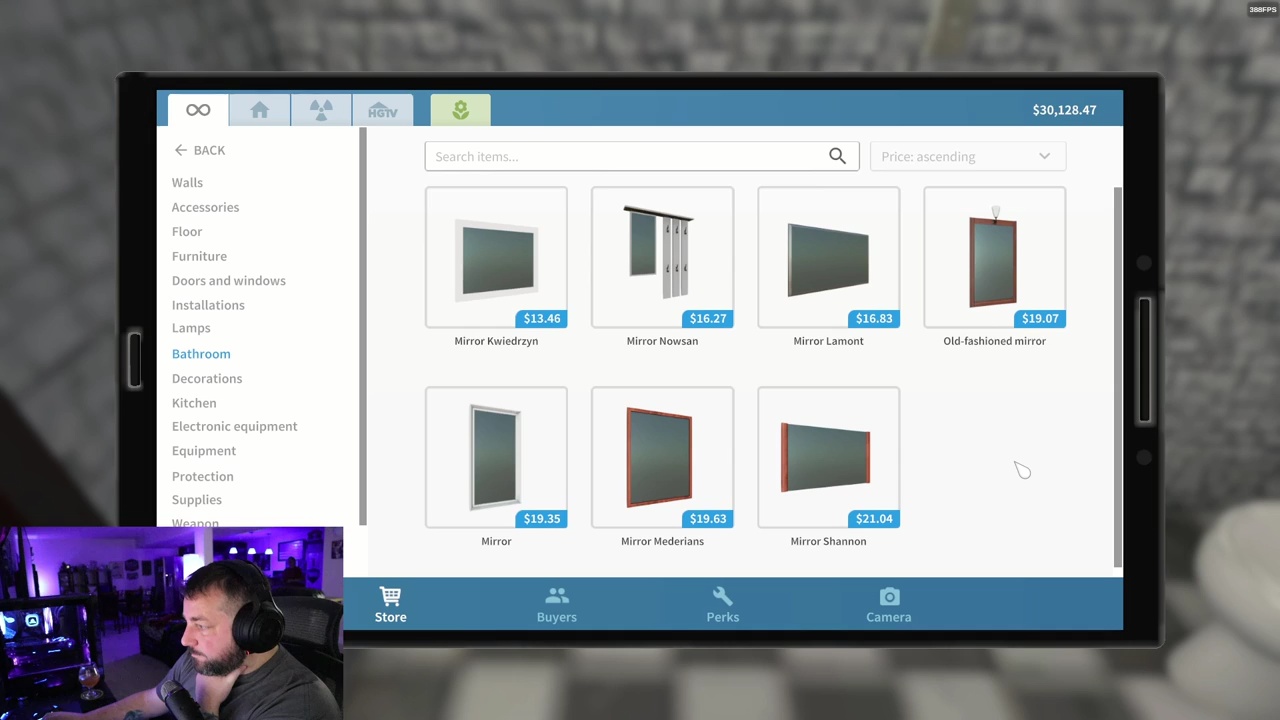 388FPS
HGTV
$30,128.47
BACK
Search items...
Price: ascending
Walls
Accessories
Floor
Furniture
Doors and windows
Installations
Lamps
Bathroom
Decorations
Kitchen
Electronic equipment
Equipment
Protection
Supplies
Weapon
$13.46
$16.27
$16.83
$19.07
Mirror Kwiedrzyn
Mirror Nowsan
Mirror Lamont
Old-fashioned mirror
$19.35
$19.63
$21.04
Mirror
Mirror Mederians
Mirror Shannon
Store
Buyers
Perks
Camera